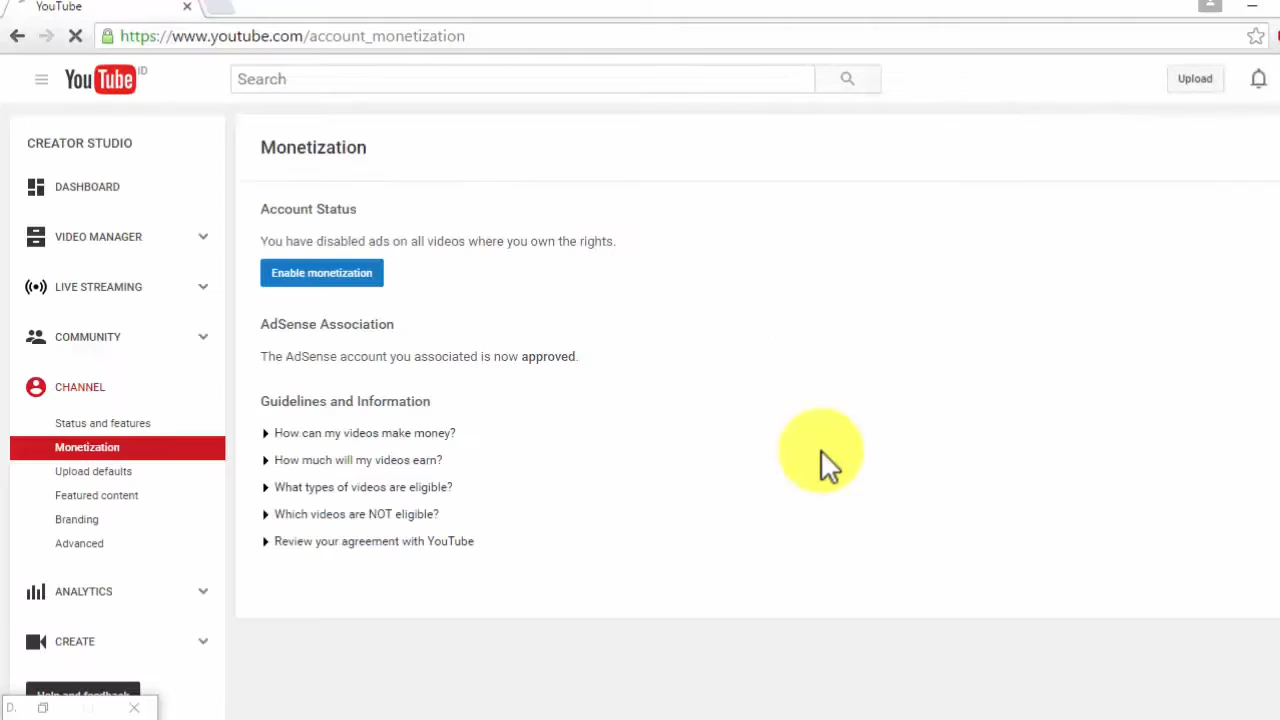 YouTube
https://www.youtube.com/account_monetization
YouTube ID
Search
Upload
CREATOR STUDIO
DASHBOARD
VIDEO MANAGER
LIVE STREAMING
COMMUNITY
CHANNEL
Status and features
Monetization
Upload defaults
Featured content
Branding
Advanced
ANALYTICS
CREATE
Help and feedback
D.
Monetization
Account Status
You have disabled ads on all videos where you own the rights.
Enable monetization
AdSense Association
The AdSense account you associated is now approved.
Guidelines and Information
How can my videos make money?
How much will my videos earn?
What types of videos are eligible?
Which videos are NOT eligible?
Review your agreement with YouTube